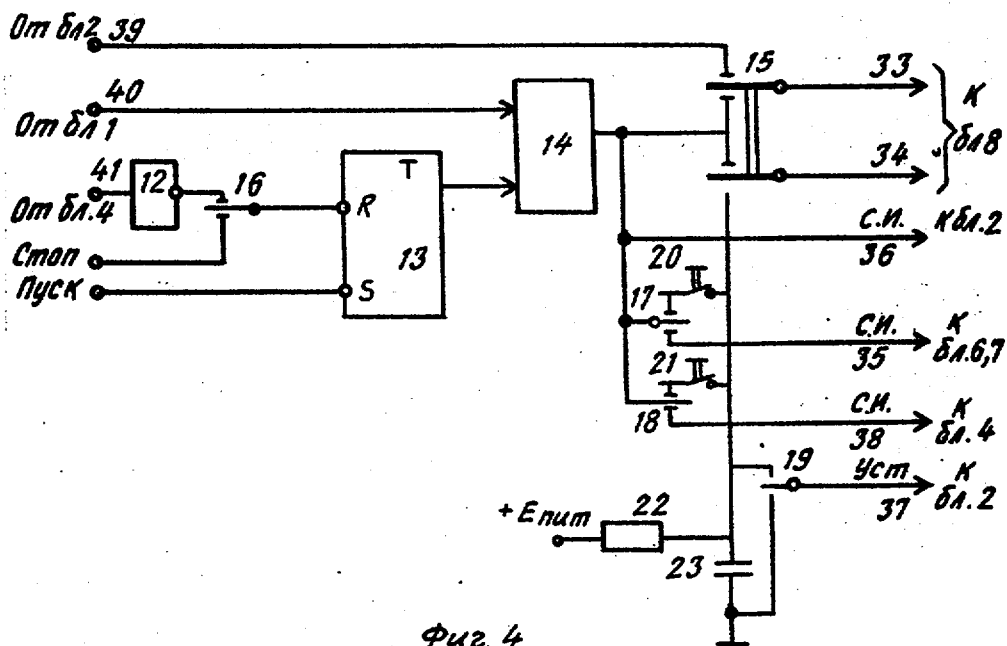 От бл2 39
15
33
К бл8
40
От бл 1
14
34
41
12
16
От бл.4
T
R
13
S
Стоп
Пуск
С.И.
36
К бл.2
20
17
С.И.
35
К бл.6,7
21
18
С.И.
38
К бл.4
19
Уст
37
К бл.2
+ Епит
22
23
Фиг. 4